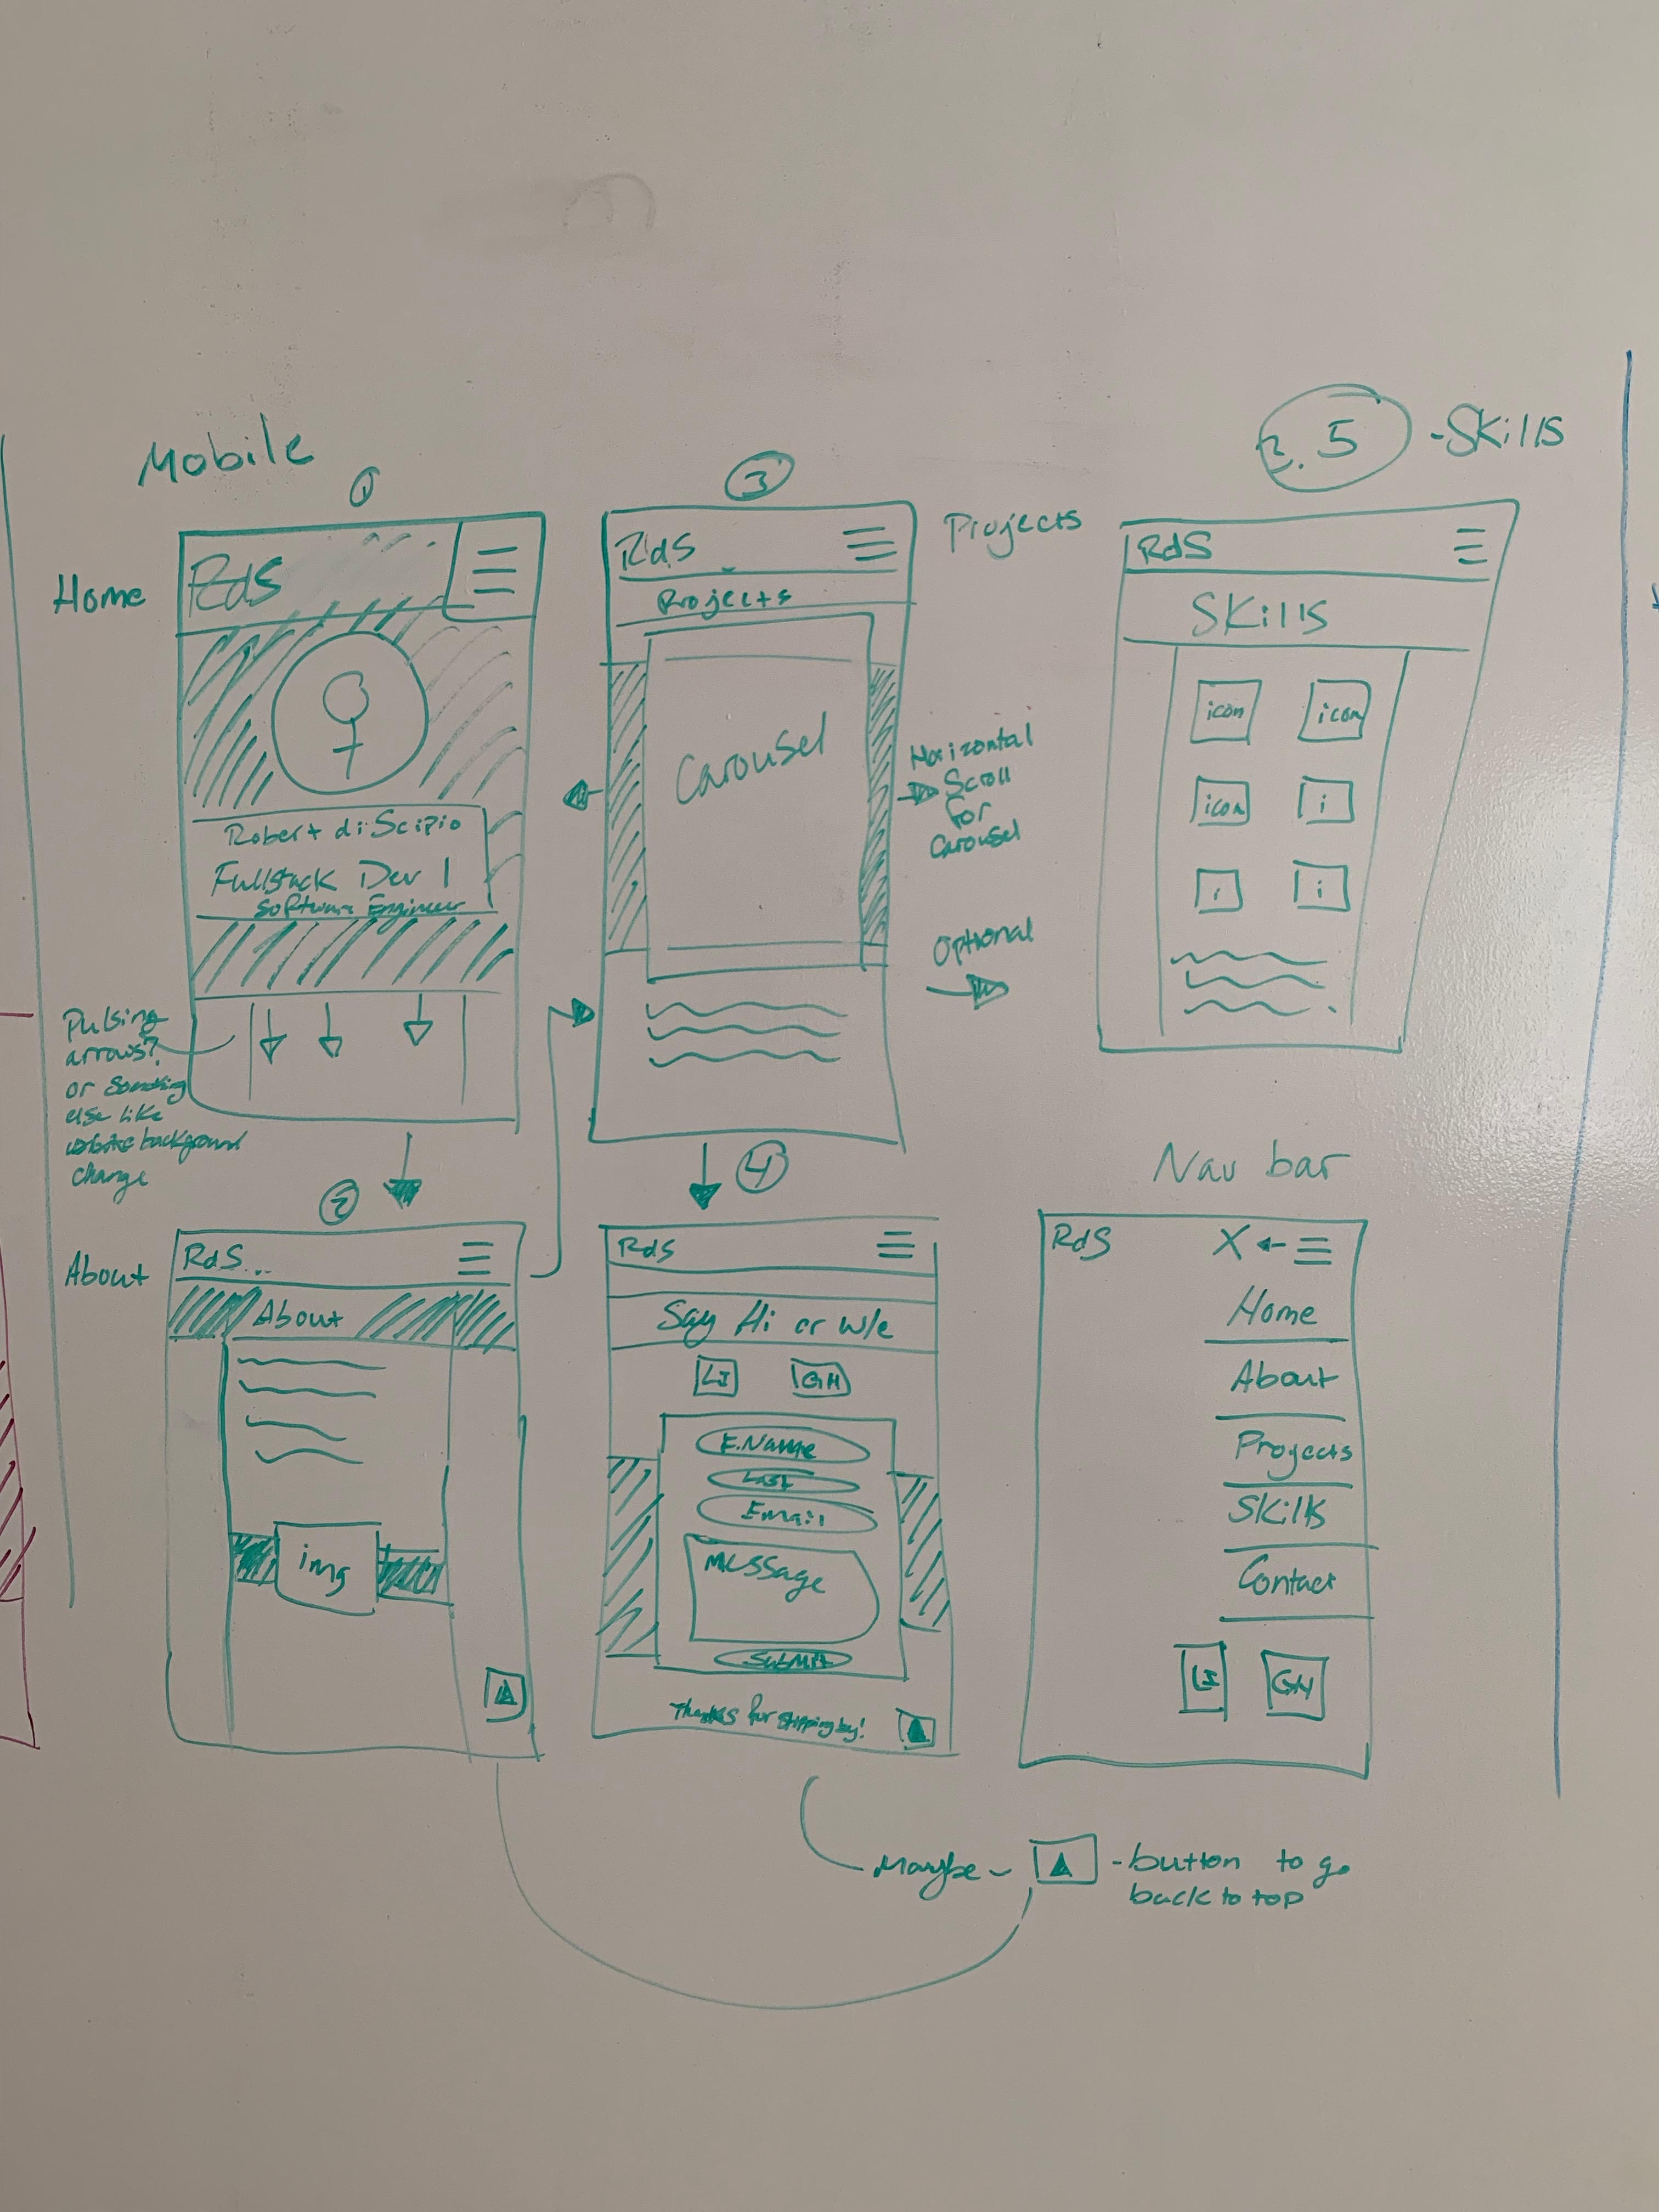 Mobile
①
Home
RdS
Robert di Scipio
Fullstack Dev |
Software Engineer
Pulsing
arrows?
or Something
else like
website background
change
②
About
RdS...
About
img
③
Projects
RdS
Projects
Carousel
Horizontal
Scroll
for
Carousel
Optional
.5 - Skills
RdS
Skills
icon icon
icon i
i i
④
RdS
Say Hi or w/e
LI GH
F.Name
Last
Email
Message
Submit
Thanks for stopping by!
Nav bar
RdS X
Home
About
Projects
Skills
Contact
LI GH
Maybe - - button to go
back to top